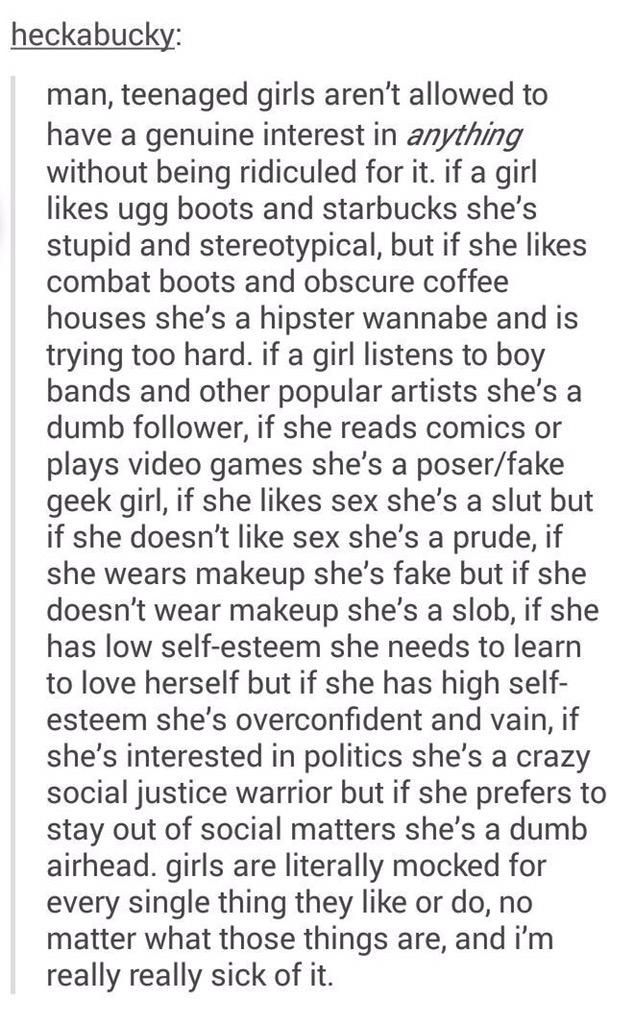 heckabucky:
man, teenaged girls aren't allowed to
have a genuine interest in anything
without being ridiculed for it. if a girl
likes ugg boots and starbucks she's
stupid and stereotypical, but if she likes
combat boots and obscure coffee
houses she's a hipster wannabe and is
trying too hard. if a girl listens to boy
bands and other popular artists she's a
dumb follower, if she reads comics or
plays video games she's a poser/fake
geek girl, if she likes sex she's a slut but
if she doesn't like sex she's a prude, if
she wears makeup she's fake but if she
doesn't wear makeup she's a slob, if she
has low self-esteem she needs to learn
to love herself but if she has high self-
esteem she's overconfident and vain, if
she's interested in politics she's a crazy
social justice warrior but if she prefers to
stay out of social matters she's a dumb
airhead. girls are literally mocked for
every single thing they like or do, no
matter what those things are, and i'm
really really sick of it.